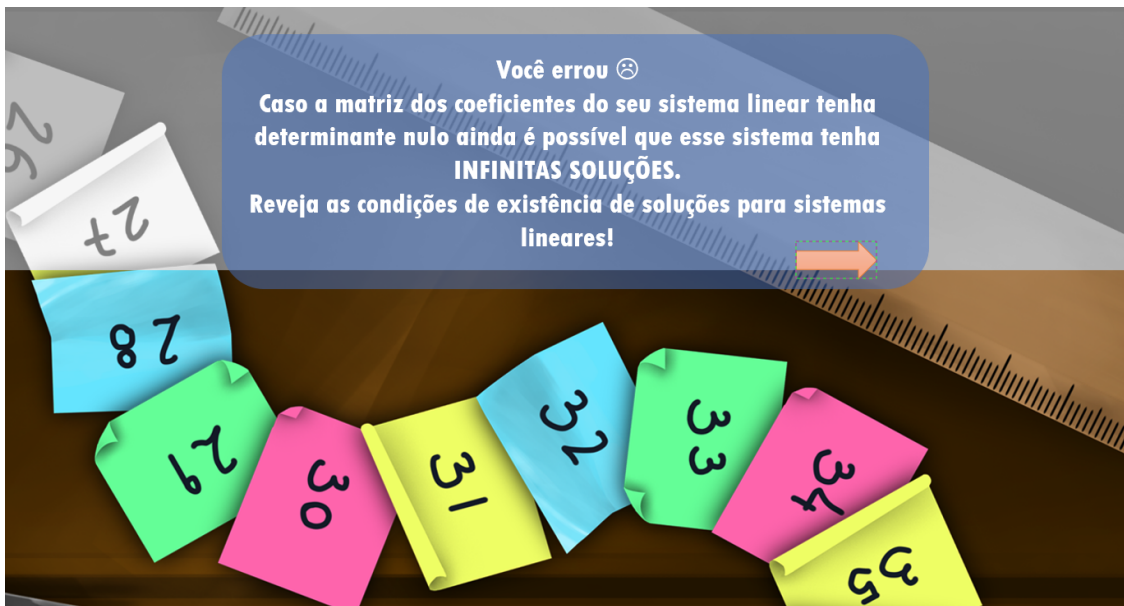 Você errou ☹
Caso a matriz dos coeficientes do seu sistema linear tenha
determinante nulo ainda é possível que esse sistema tenha
INFINITAS SOLUÇÕES.
Reveja as condições de existência de soluções para sistemas
lineares!
26
27
28
29
30
31
32
33
34
35